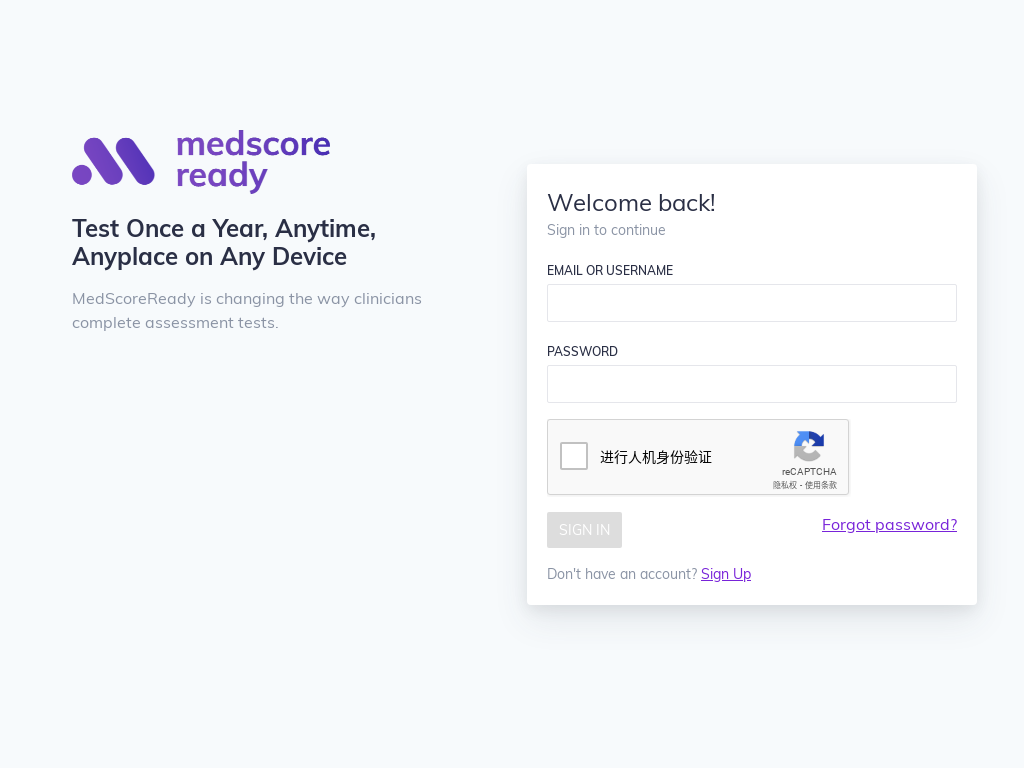 medscore
ready
Test Once a Year, Anytime,
Anyplace on Any Device
MedScoreReady is changing the way clinicians
complete assessment tests.
Welcome back!
Sign in to continue
EMAIL OR USERNAME
PASSWORD
进行人机身份验证
reCAPTCHA
隐私权 - 使用条款
SIGN IN
Forgot password?
Don't have an account? Sign Up